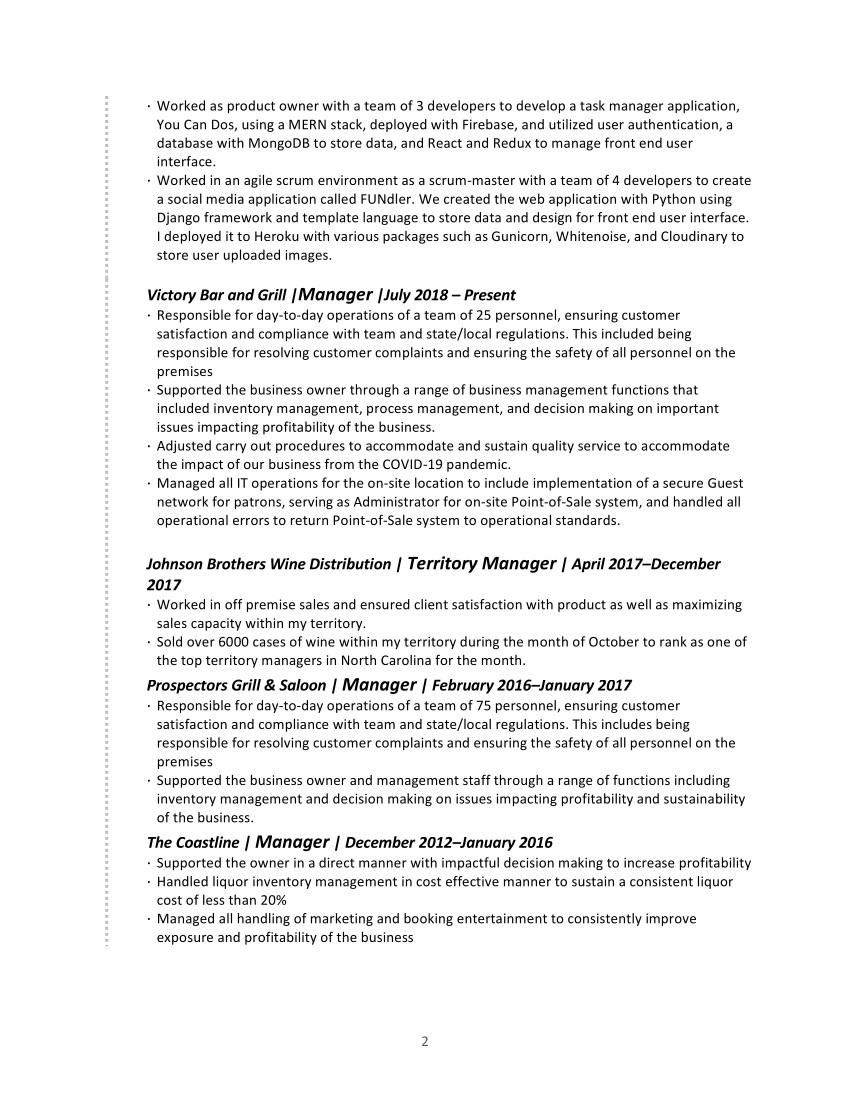 · Worked as product owner with a team of 3 developers to develop a task manager application,
You Can Dos, using a MERN stack, deployed with Firebase, and utilized user authentication, a
database with MongoDB to store data, and React and Redux to manage front end user
interface.
· Worked in an agile scrum environment as a scrum-master with a team of 4 developers to create
a social media application called FUNdler. We created the web application with Python using
Django framework and template language to store data and design for front end user interface.
I deployed it to Heroku with various packages such as Gunicorn, Whitenoise, and Cloudinary to
store user uploaded images.
Victory Bar and Grill |Manager |July 2018 – Present
· Responsible for day-to-day operations of a team of 25 personnel, ensuring customer
satisfaction and compliance with team and state/local regulations. This included being
responsible for resolving customer complaints and ensuring the safety of all personnel on the
premises
· Supported the business owner through a range of business management functions that
included inventory management, process management, and decision making on important
issues impacting profitability of the business.
· Adjusted carry out procedures to accommodate and sustain quality service to accommodate
the impact of our business from the COVID-19 pandemic.
· Managed all IT operations for the on-site location to include implementation of a secure Guest
network for patrons, serving as Administrator for on-site Point-of-Sale system, and handled all
operational errors to return Point-of-Sale system to operational standards.
Johnson Brothers Wine Distribution | Territory Manager | April 2017–December
2017
· Worked in off premise sales and ensured client satisfaction with product as well as maximizing
sales capacity within my territory.
· Sold over 6000 cases of wine within my territory during the month of October to rank as one of
the top territory managers in North Carolina for the month.
Prospectors Grill & Saloon | Manager | February 2016–January 2017
· Responsible for day-to-day operations of a team of 75 personnel, ensuring customer
satisfaction and compliance with team and state/local regulations. This includes being
responsible for resolving customer complaints and ensuring the safety of all personnel on the
premises
· Supported the business owner and management staff through a range of functions including
inventory management and decision making on issues impacting profitability and sustainability
of the business.
The Coastline | Manager | December 2012–January 2016
· Supported the owner in a direct manner with impactful decision making to increase profitability
· Handled liquor inventory management in cost effective manner to sustain a consistent liquor
cost of less than 20%
· Managed all handling of marketing and booking entertainment to consistently improve
exposure and profitability of the business
2